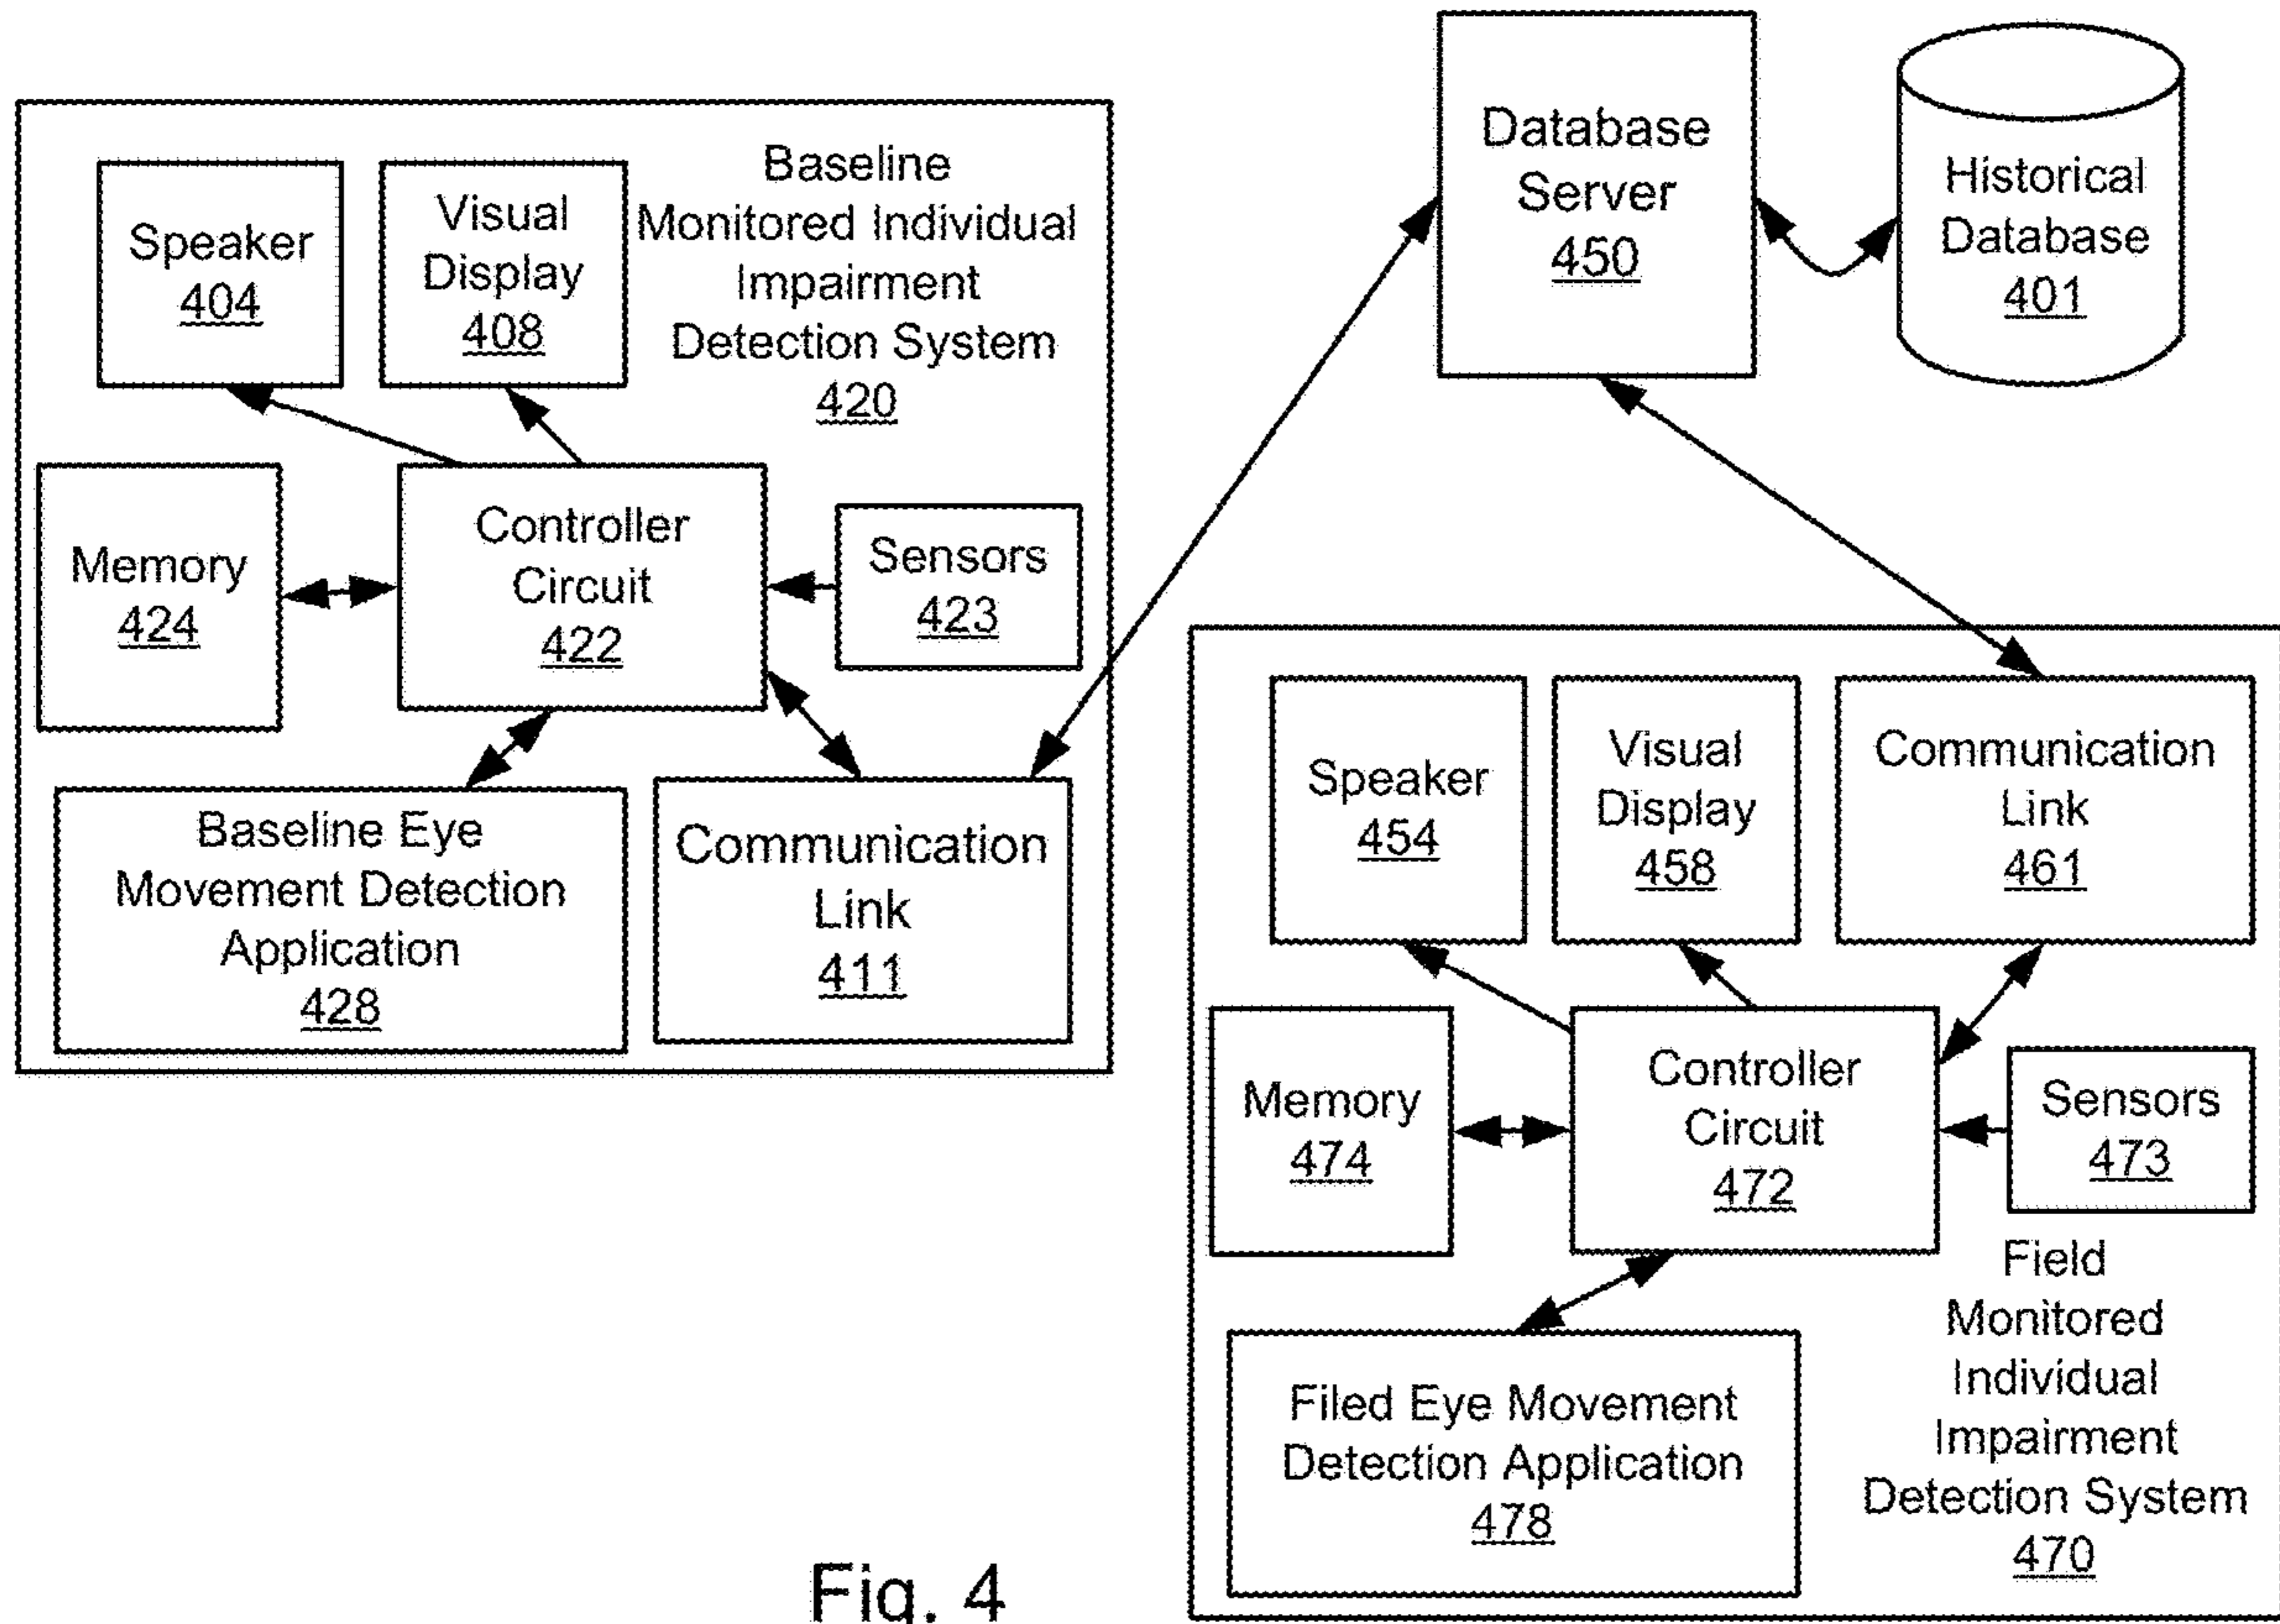 Speaker
404
Visual
Display
408
Baseline
Monitored Individual
Impairment
Detection System
420
Memory
424
Controller
Circuit
422
Sensors
423
Baseline Eye
Movement Detection
Application
428
Communication
Link
411
Database
Server
450
Historical
Database
401
Speaker
454
Visual
Display
458
Communication
Link
461
Memory
474
Controller
Circuit
472
Sensors
473
Filed Eye Movement
Detection Application
478
Field
Monitored
Individual
Impairment
Detection System
470
Fig. 4